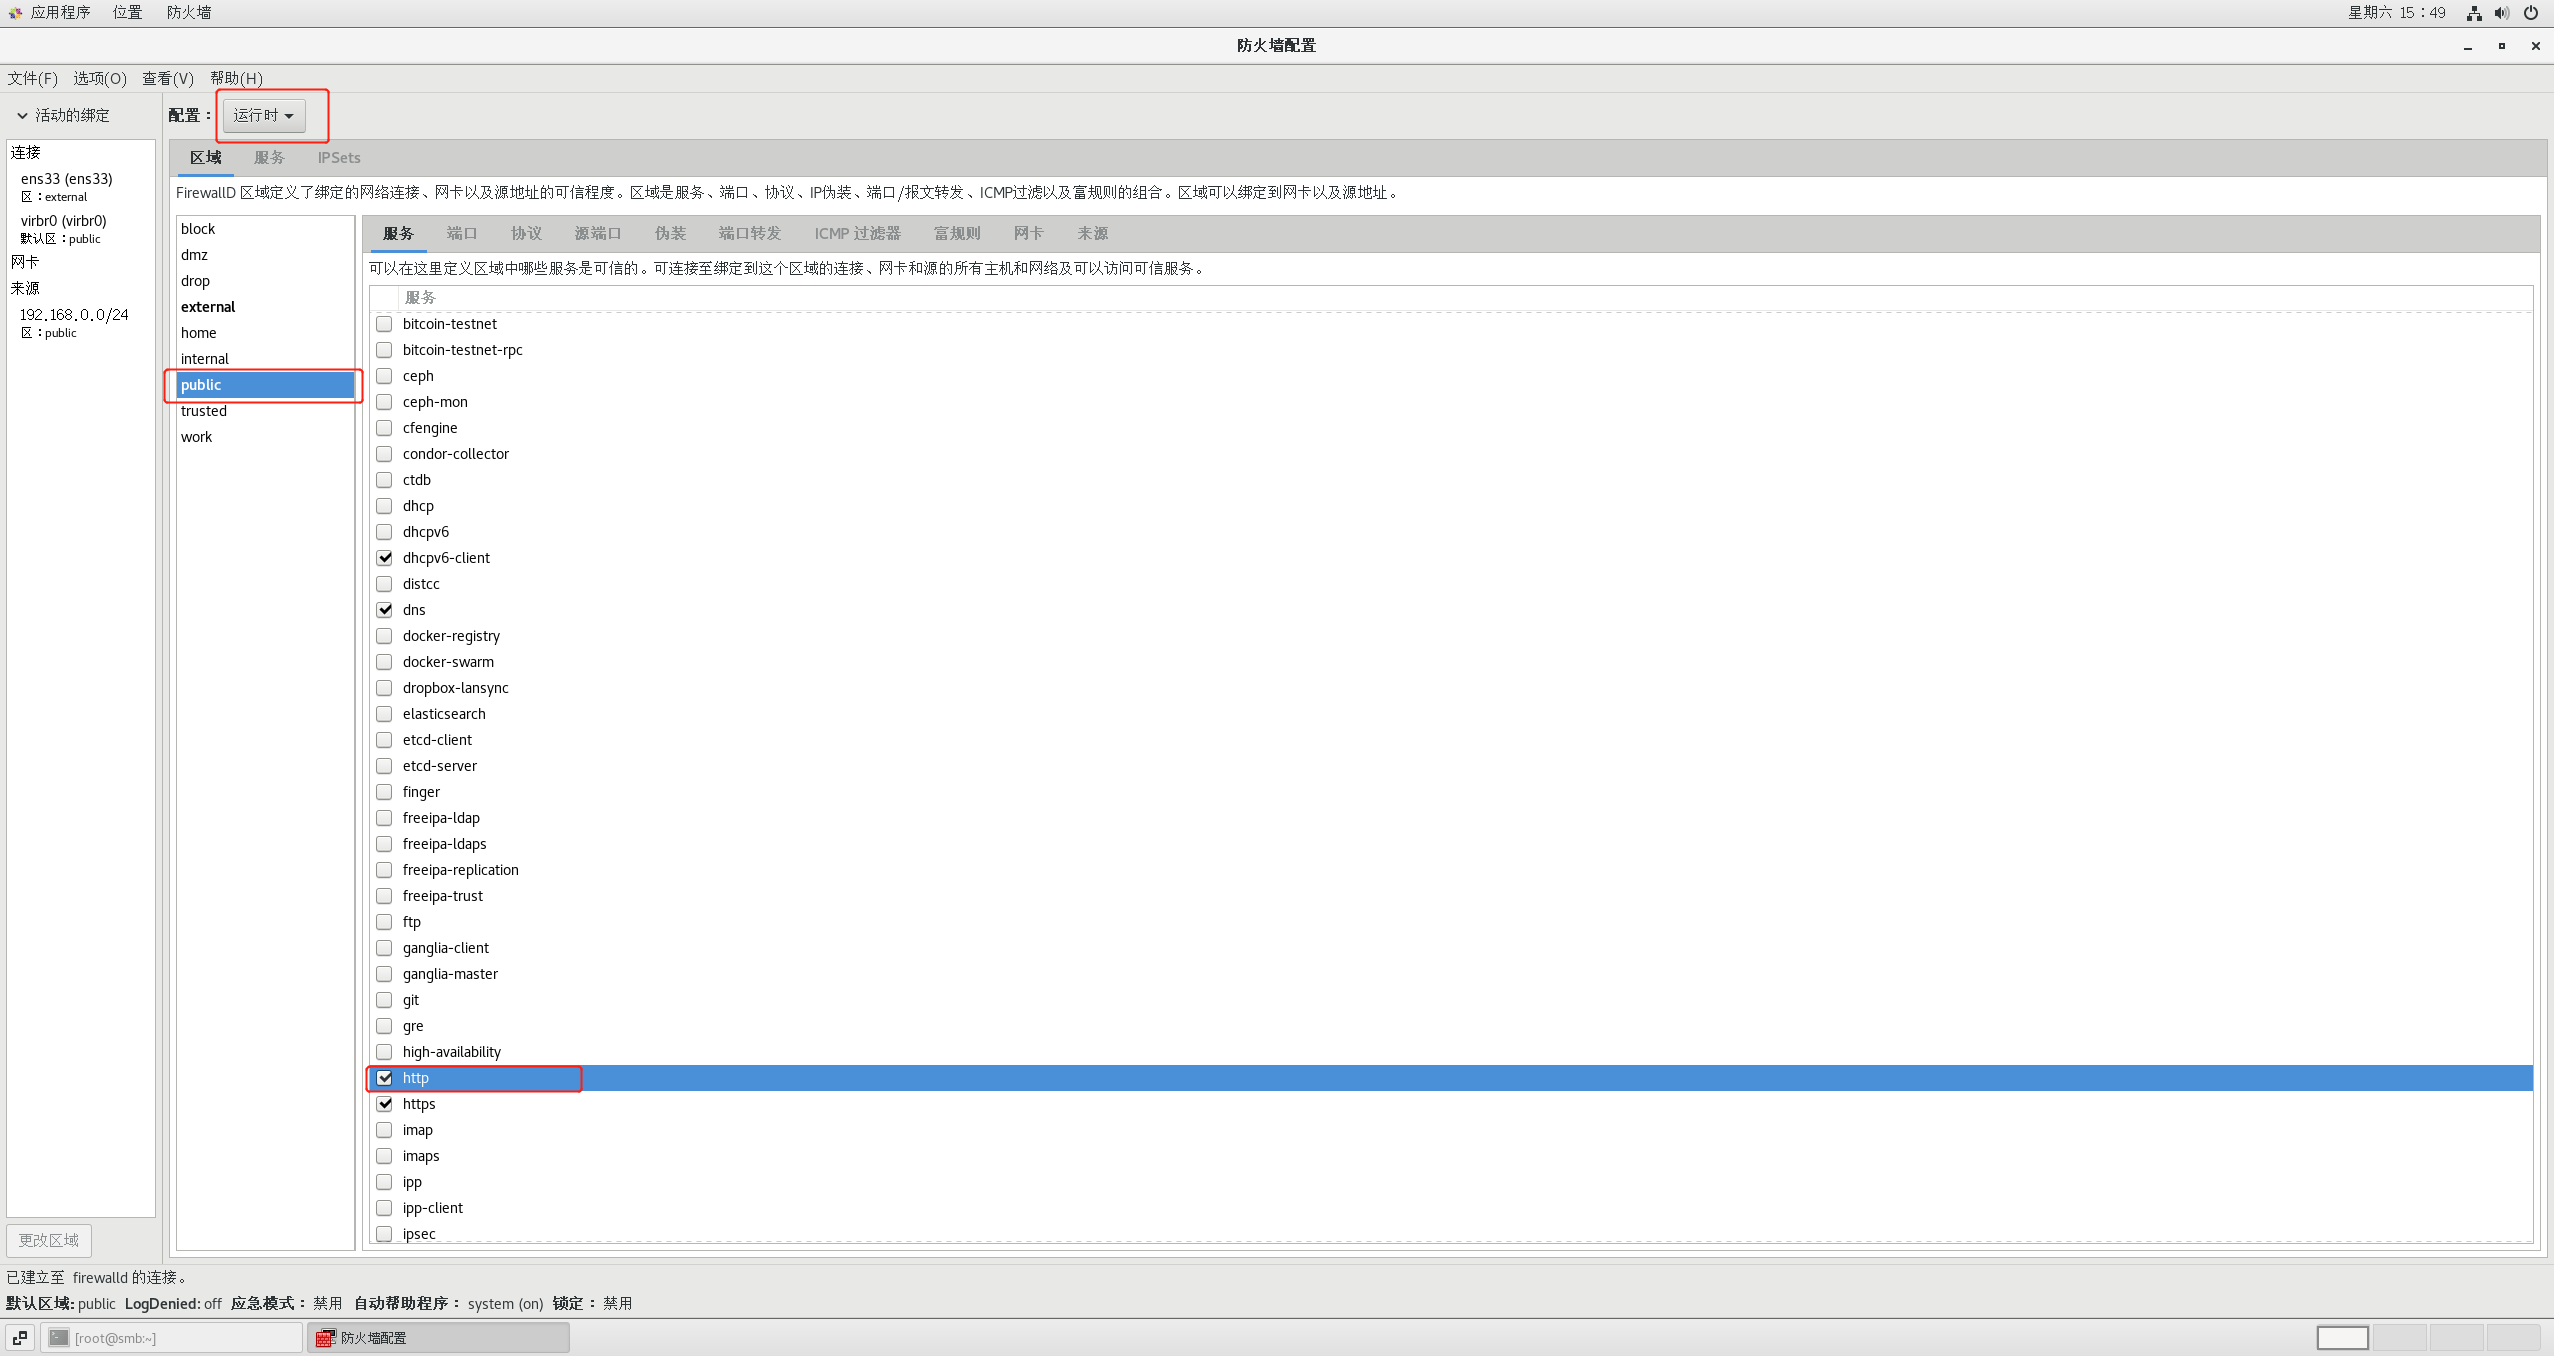 应用程序 位置 防火墙 星期六 15：49
防火墙配置
文件(F) 选项(O) 查看(V) 帮助(H)
活动的绑定
连接
ens33 (ens33)
区：external
virbr0 (virbr0)
默认区：public
网卡
来源
192.168.0.0/24
区：public
更改区域
配置： 运行时
区域 服务 IPSets
FirewallD 区域定义了绑定的网络连接、网卡以及源地址的可信程度。区域是服务、端口、协议、IP伪装、端口/报文转发、ICMP过滤以及富规则的组合。区域可以绑定到网卡以及源地址。
block
dmz
drop
external
home
internal
public
trusted
work
服务 端口 协议 源端口 伪装 端口转发 ICMP 过滤器 富规则 网卡 来源
可以在这里定义区域中哪些服务是可信的。可连接至绑定到这个区域的连接、网卡和源的所有主机和网络及可以访问可信服务。
服务
bitcoin-testnet
bitcoin-testnet-rpc
ceph
ceph-mon
cfengine
condor-collector
ctdb
dhcp
dhcpv6
dhcpv6-client
distcc
dns
docker-registry
docker-swarm
dropbox-lansync
elasticsearch
etcd-client
etcd-server
finger
freeipa-ldap
freeipa-ldaps
freeipa-replication
freeipa-trust
ftp
ganglia-client
ganglia-master
git
gre
high-availability
http
https
imap
imaps
ipp
ipp-client
ipsec
已建立至 firewalld 的连接。
默认区域: public LogDenied: off 应急模式： 禁用 自动帮助程序： system (on) 锁定： 禁用
[root@smb:~] 防火墙配置